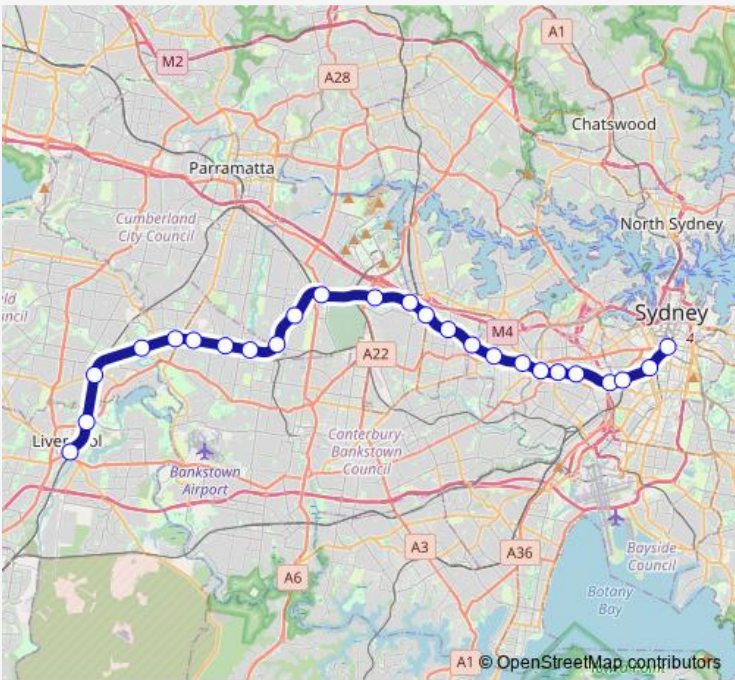 A1
M2
A28
Chatswood
Parramatta
Cumberland
City Council
North Sydney
Sydney
4
M4
A22
Canterbury-
Bankstown
Council
Bankstown
Airport
A3
A36
A6
Bayside
Council
Botany
Bay
A1
© OpenStreetMap contributors